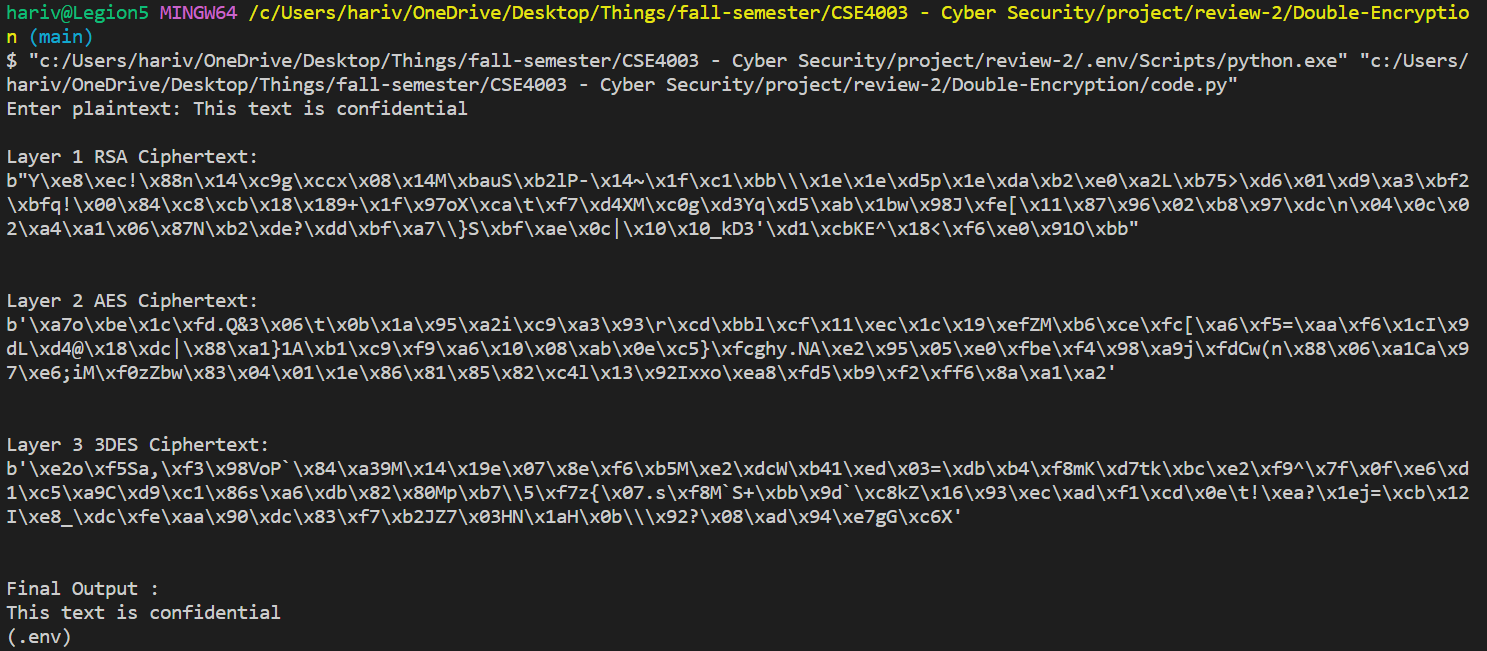 hariv@Legion5 MINGW64 /c/Users/hariv/OneDrive/Desktop/Things/fall-semester/CSE4003 - Cyber Security/project/review-2/Double-Encryptio
n (main)
$ "c:/Users/hariv/OneDrive/Desktop/Things/fall-semester/CSE4003 - Cyber Security/project/review-2/.env/Scripts/python.exe" "c:/Users/
hariv/OneDrive/Desktop/Things/fall-semester/CSE4003 - Cyber Security/project/review-2/Double-Encryption/code.py"
Enter plaintext: This text is confidential
Layer 1 RSA Ciphertext:
b"Y\xe8\xec!\x88n\x14\xc9g\xccx\x08\x14M\xbauS\xb2lP-\x14~\x1f\xc1\xbb\\\x1e\x1e\xd5p\x1e\xda\xb2\xe0\xa2L\xb75>\xd6\x01\xd9\xa3\xbf2
\xbfq!\x00\x84\xc8\xcb\x18\x189+\x1f\x97oX\xca\t\xf7\xd4XM\xc0g\xd3Yq\xd5\xab\x1bw\x98J\xfe[\x11\x87\x96\x02\xb8\x97\xdc\n\x04\x0c\x0
2\xa4\xa1\x06\x87N\xb2\xde?\xdd\xbf\xa7\\}S\xbf\xae\x0c|\x10\x10_kD3'\xd1\xcbKE^\x18<\xf6\xe0\x91O\xbb"
Layer 2 AES Ciphertext:
b'\xa7o\xbe\x1c\xfd.Q&3\x06\t\x0b\x1a\x95\xa2i\xc9\xa3\x93\r\xcd\xbbl\xcf\x11\xec\x1c\x19\xefZM\xb6\xce\xfc[\xa6\xf5=\xaa\xf6\x1cI\x9
dL\xd4@\x18\xdc|\x88\xa1}1A\xb1\xc9\xf9\xa6\x10\x08\xab\x0e\xc5}\xfcghy.NA\xe2\x95\x05\xe0\xfbe\xf4\x98\xa9j\xfdCw(n\x88\x06\xa1Ca\x9
7\xe6;iM\xf0zZbw\x83\x04\x01\x1e\x86\x81\x85\x82\xc4l\x13\x92Ixxo\xea8\xfd5\xb9\xf2\xff6\x8a\xa1\xa2'
Layer 3 3DES Ciphertext:
b'\xe2o\xf5Sa,\xf3\x98VoP`\x84\xa39M\x14\x19e\x07\x8e\xf6\xb5M\xe2\xdcW\xb41\xed\x03=\xdb\xb4\xf8mK\xd7tk\xbc\xe2\xf9^\x7f\x0f\xe6\xd
1\xc5\xa9C\xd9\xc1\x86s\xa6\xdb\x82\x80Mp\xb7\\5\xf7z{\x07.s\xf8M`S+\xbb\x9d`\xc8kZ\x16\x93\xec\xad\xf1\xcd\x0e\t!\xea?\x1ej=\xcb\x12
I\xe8_\xdc\xfe\xaa\x90\xdc\x83\xf7\xb2JZ7\x03HN\x1aH\x0b\\\x92?\x08\xad\x94\xe7gG\xc6X'
Final Output :
This text is confidential
(.env)